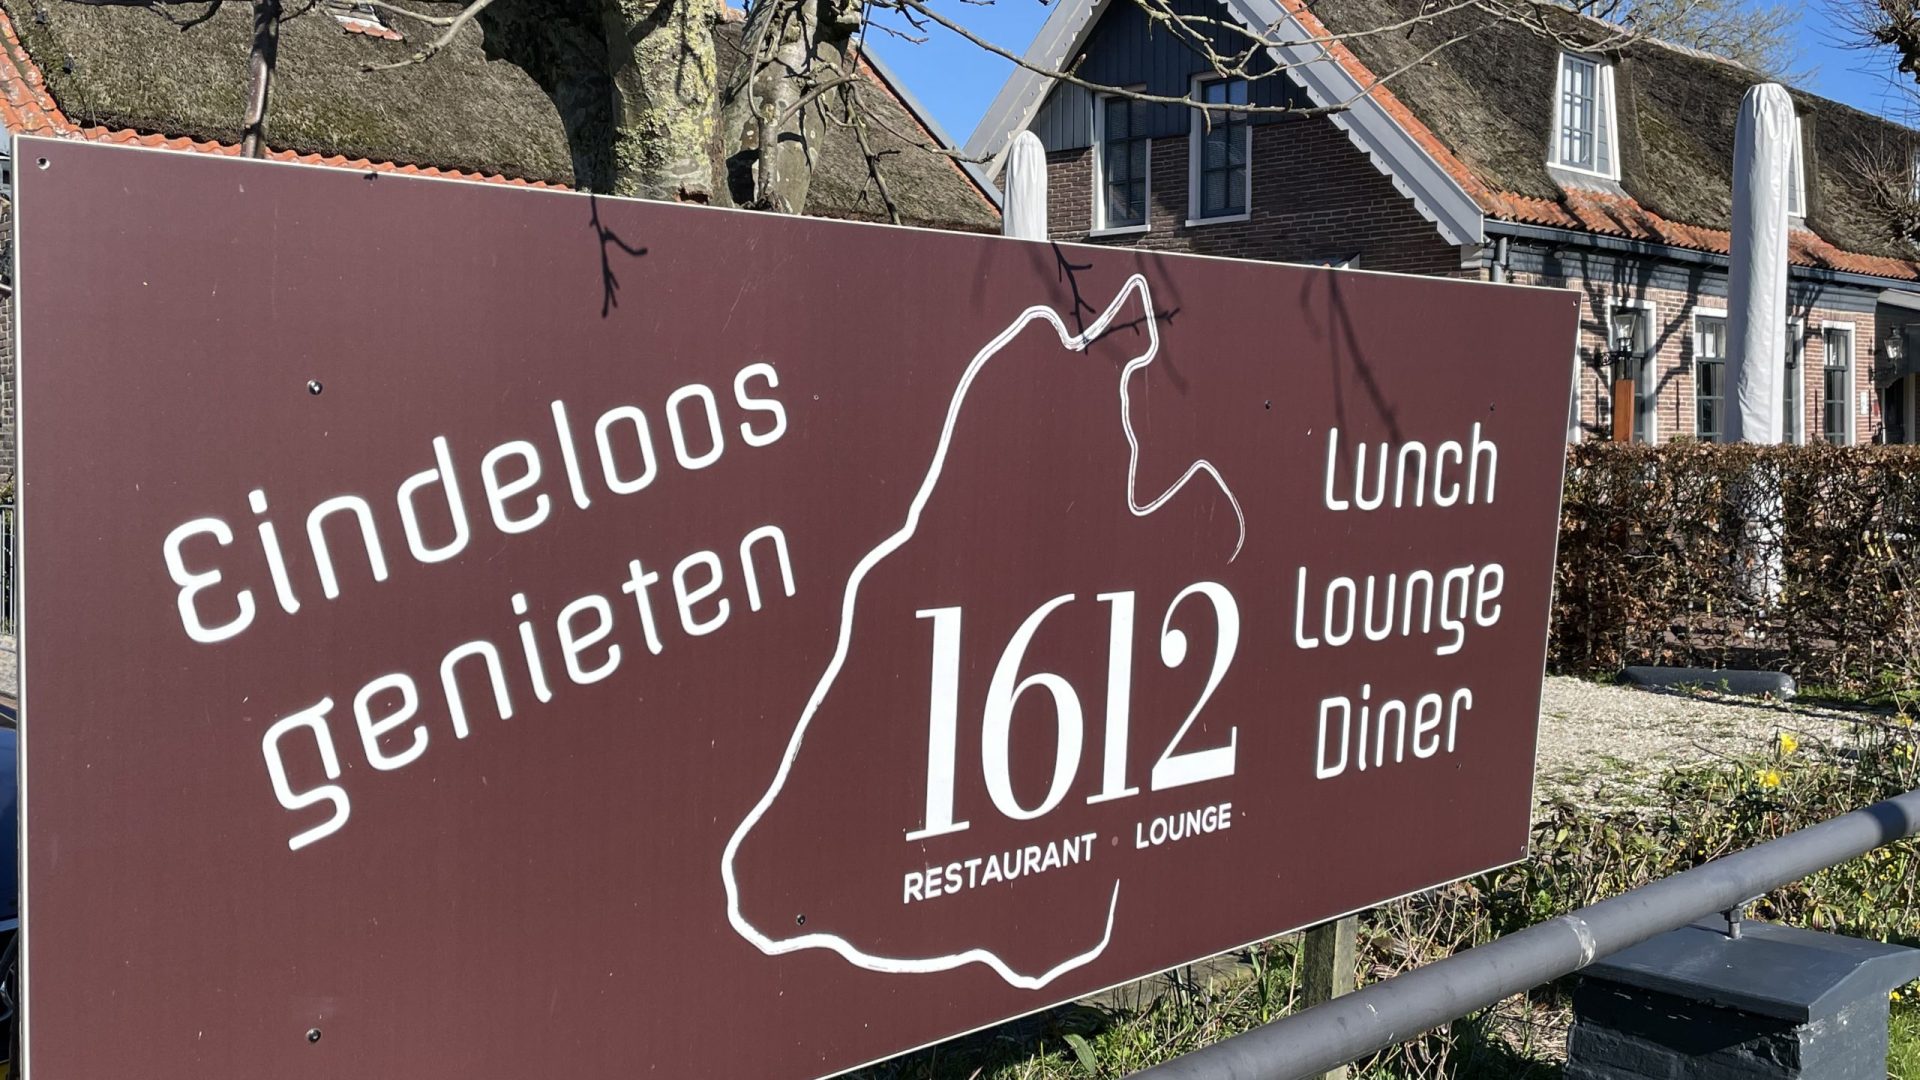 Eindeloos
genieten
1612
RESTAURANT • LOUNGE
Lunch
Lounge
Diner